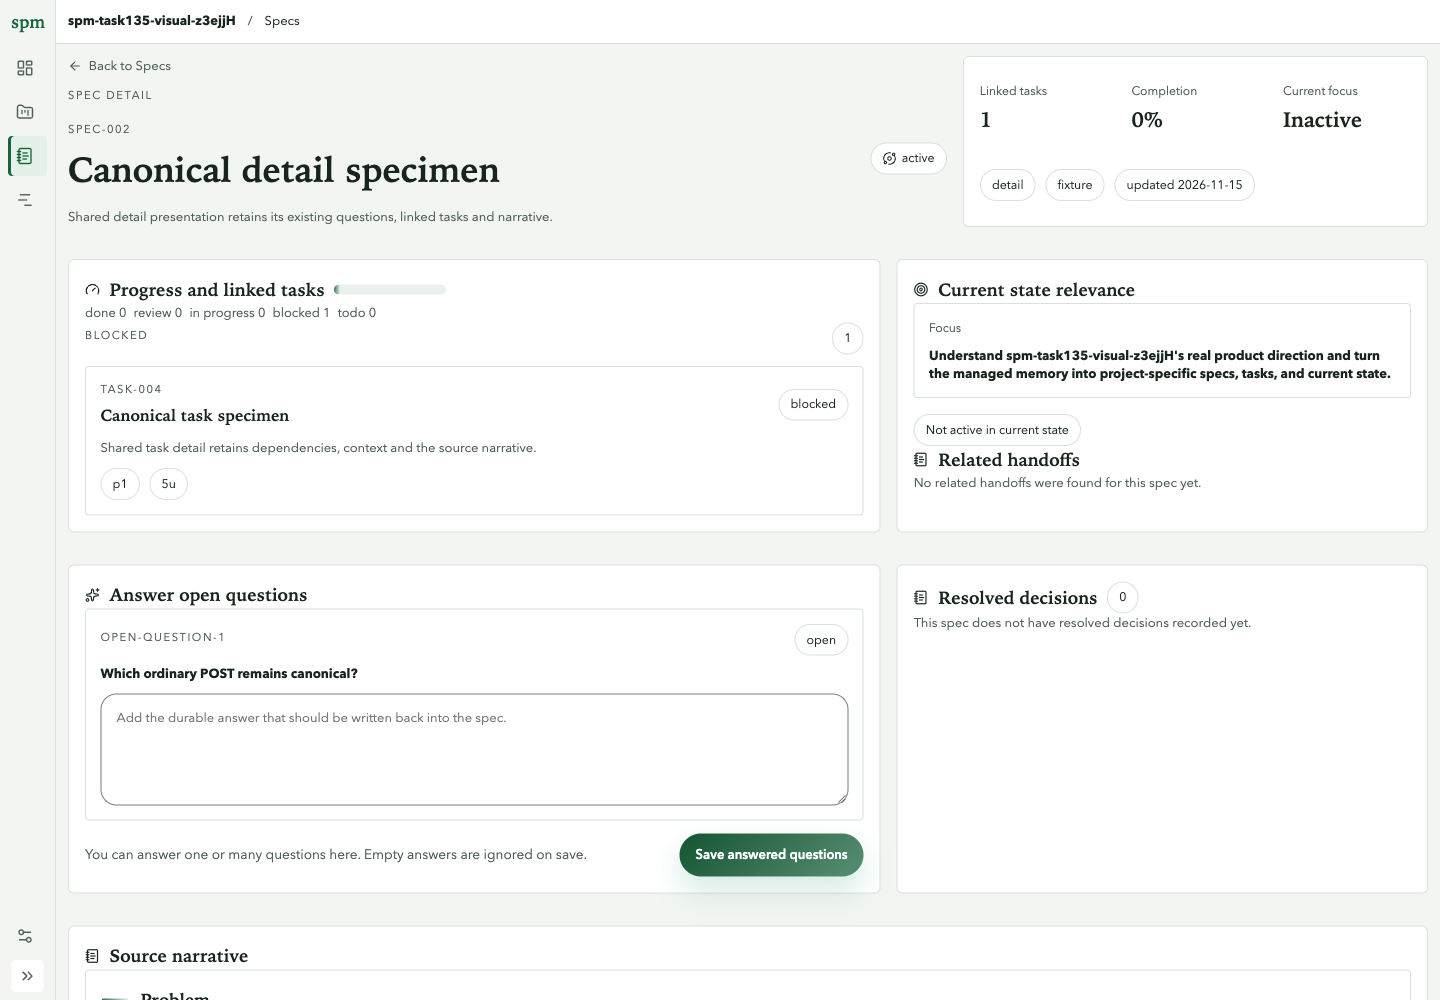 spm
spm-task135-visual-z3ejjH / Specs
Back to Specs
SPEC DETAIL
SPEC-002
Canonical detail specimen
active
Shared detail presentation retains its existing questions, linked tasks and narrative.
Linked tasks
1
Completion
0%
Current focus
Inactive
detail
fixture
updated 2026-11-15
Progress and linked tasks
done 0 review 0 in progress 0 blocked 1 todo 0
BLOCKED
1
TASK-004
Canonical task specimen
blocked
Shared task detail retains dependencies, context and the source narrative.
p1
5u
Current state relevance
Focus
Understand spm-task135-visual-z3ejjH's real product direction and turn
the managed memory into project-specific specs, tasks, and current state.
Not active in current state
Related handoffs
No related handoffs were found for this spec yet.
Answer open questions
OPEN-QUESTION-1
open
Which ordinary POST remains canonical?
Add the durable answer that should be written back into the spec.
You can answer one or many questions here. Empty answers are ignored on save.
Save answered questions
Resolved decisions
0
This spec does not have resolved decisions recorded yet.
Source narrative
Problem